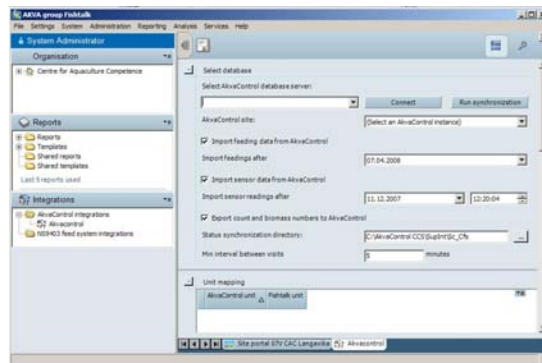 AKVA group Fishtalk
File Settings System Administration Reporting Analysis Services Help
System Administrator
Organisation
Centre for Aquaculture Competence
Reports
Reports
Templates
Shared reports
Shared templates
Last 5 reports used
Integrations
AkvaControl integrations
Akvacontrol
feed system integrations
Select database
Select AkvaControl database server:
Connect Run synchronization
AkvaControl site: (Select an AkvaControl instance)
Import feeding data from AkvaControl
Import feedings after 07.04.2008
Import sensor data from AkvaControl
Import sensor readings after 11.12.2007 12:20:04
Export count and biomass numbers to AkvaControl
Status synchronization directory:
Min interval between visits 5 minutes
Unit mapping
AkvaControl unit Fishtalk unit
Site portal 07V CAC Langavika Akvacontrol